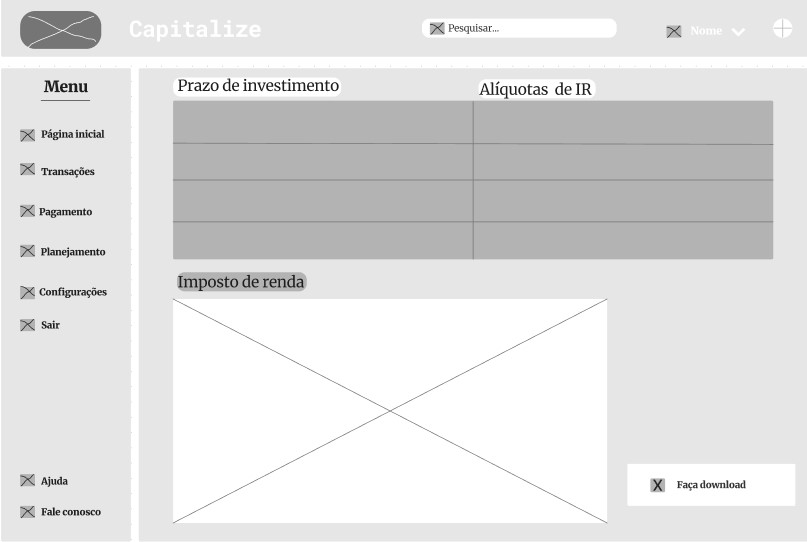 Capitalize
Pesquisar...
Nome
Menu
Página inicial
Transações
Pagamento
Planejamento
Configurações
Sair
Ajuda
Fale conosco
Prazo de investimento
Alíquotas de IR
Imposto de renda
X Faça download